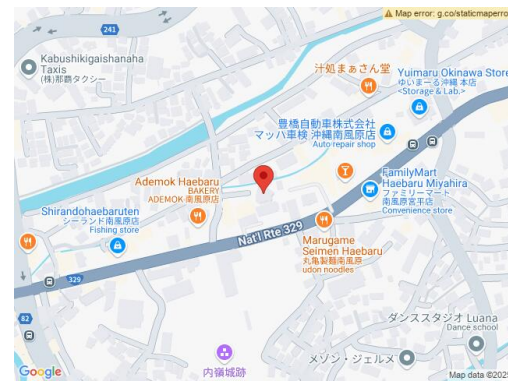 Map error: g.co/staticmaperro
241
Kabushikigaishanaha
Taxis
(株)那覇タクシー
汁処まぁさん堂
Yuimaru Okinawa Store
ゆいまーる沖縄 本店
<Storage & Lab.>
豊橋自動車株式会社
マッハ車検 沖縄南風原店
Auto repair shop
Ademok Haebaru
BAKERY
ADEMOK 南風原店
FamilyMart
Haebaru Miyahira
ファミリーマート
南風原宮平店
Convenience store
Shirandohaebaruten
シーランド南風原店
Fishing store
Nat'l Rte 329
Marugame
Seimen Haebaru
丸亀製麺南風原
udon noodles
329
82
ダンススタジオ Luana
Dance school
内嶺城跡
メゾン・ジェルメ
Google
Map data ©2025